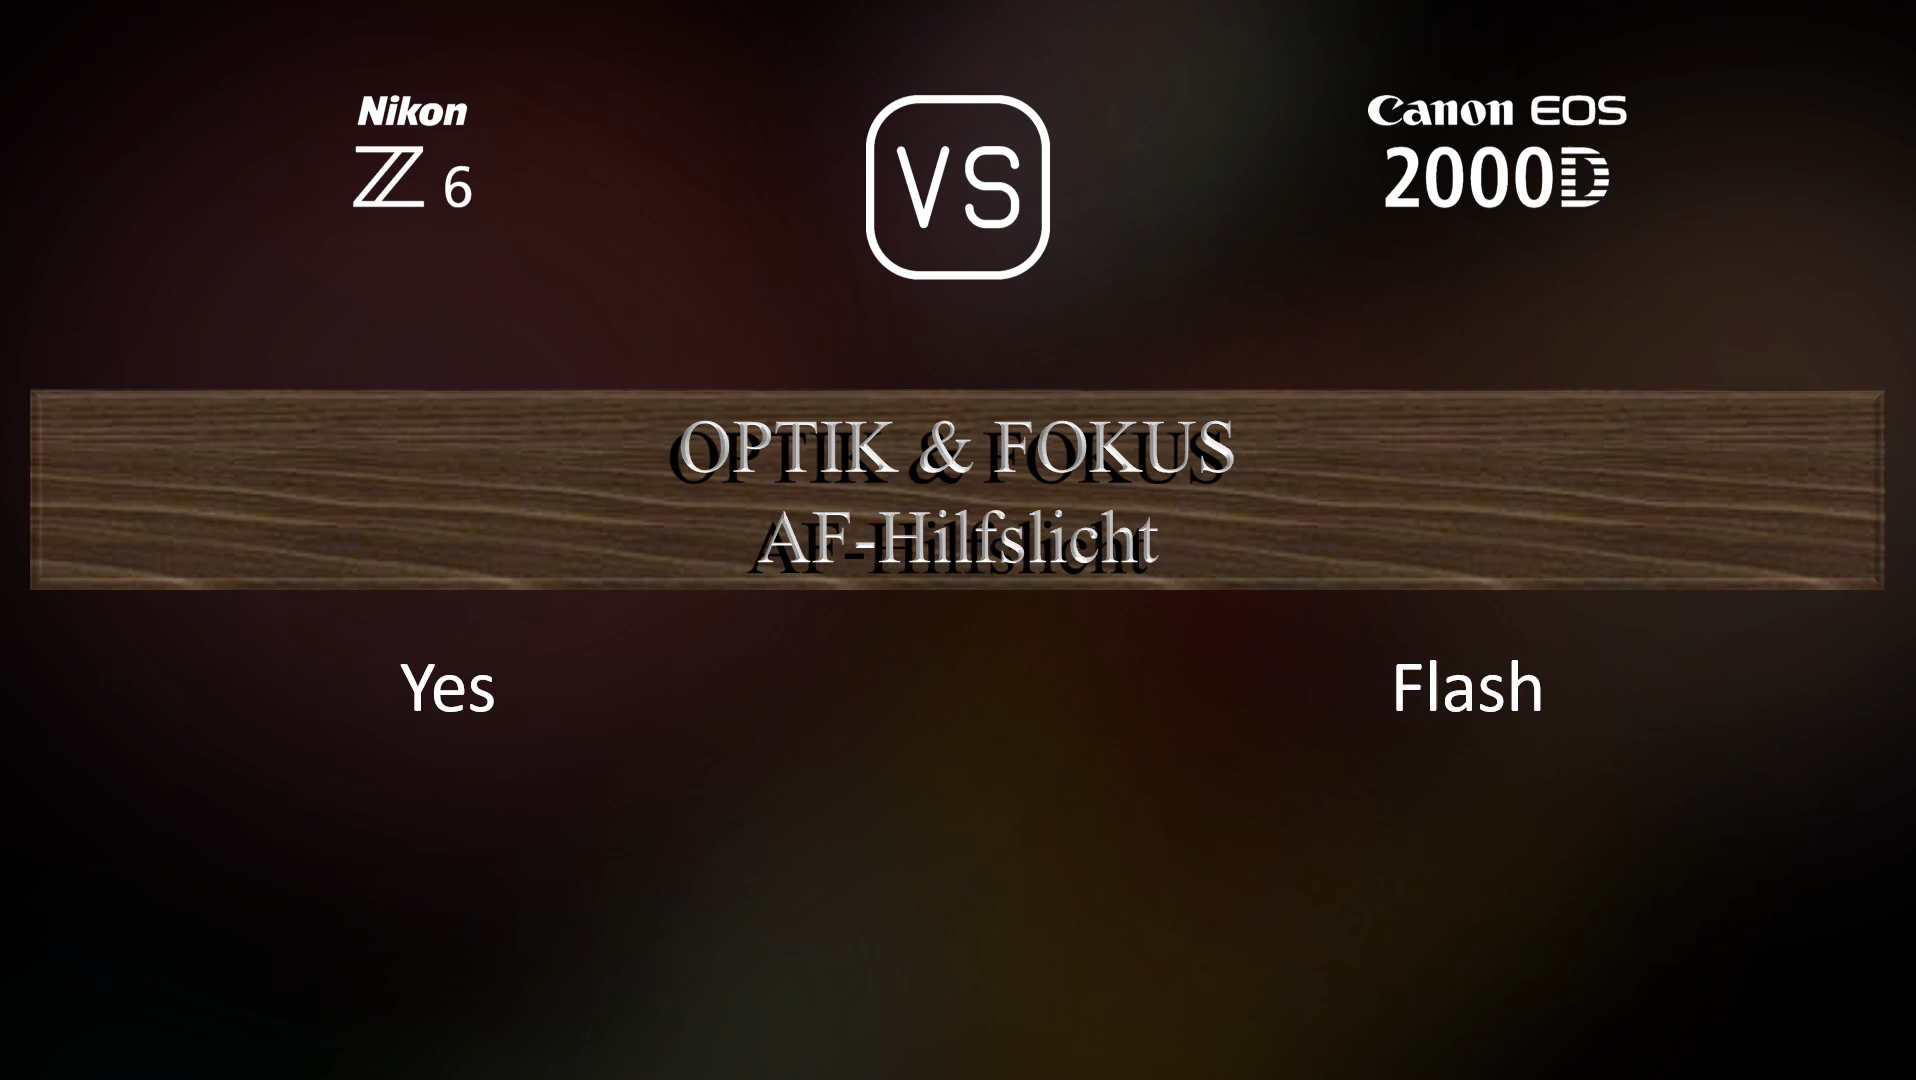 Nikon
Z 6
VS
Canon EOS
2000D
OPTIK & FOKUS
AF-Hilfslicht
Yes
Flash